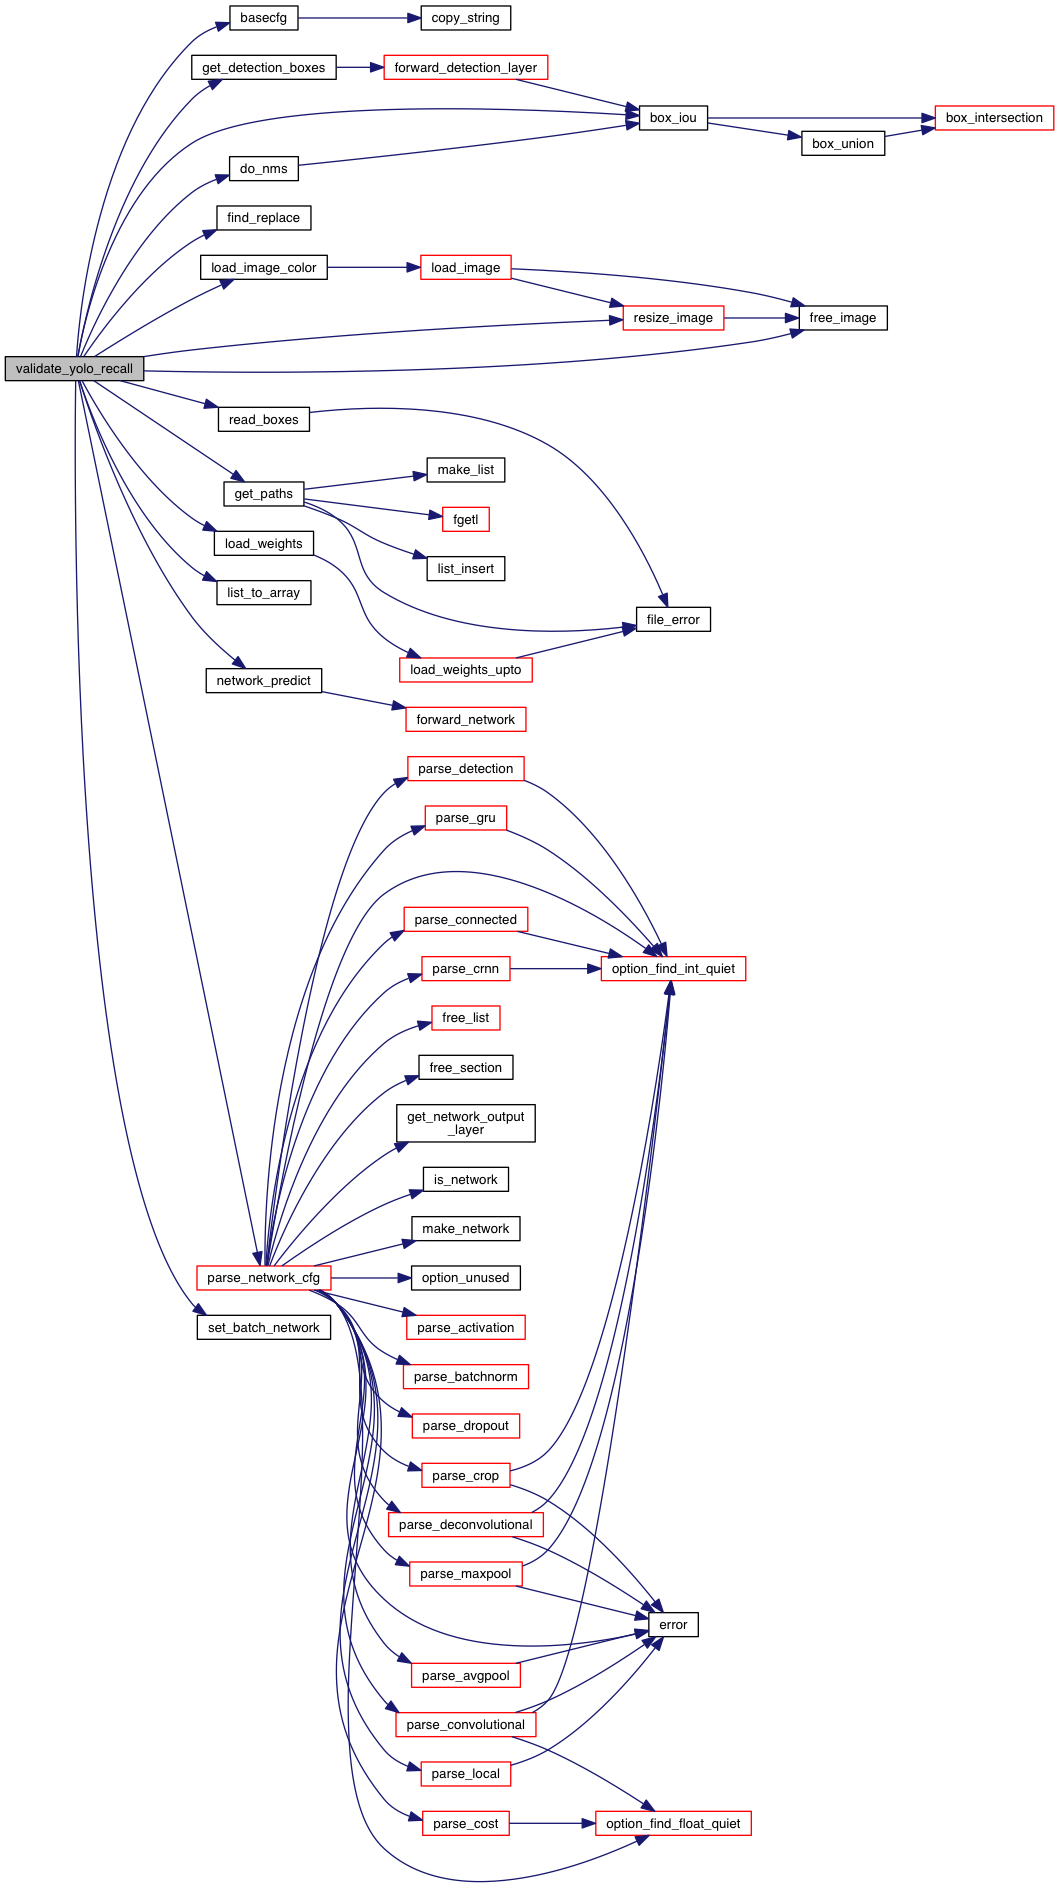 basecfg
copy_string
get_detection_boxes
forward_detection_layer
box_iou
box_intersection
box_union
do_nms
find_replace
load_image_color
load_image
resize_image
free_image
validate_yolo_recall
read_boxes
make_list
get_paths
fgetl
load_weights
list_insert
list_to_array
file_error
load_weights_upto
network_predict
forward_network
parse_detection
parse_gru
parse_connected
parse_crnn
option_find_int_quiet
free_list
free_section
get_network_output
_layer
is_network
make_network
parse_network_cfg
option_unused
set_batch_network
parse_activation
parse_batchnorm
parse_dropout
parse_crop
parse_deconvolutional
parse_maxpool
error
parse_avgpool
parse_convolutional
parse_local
parse_cost
option_find_float_quiet